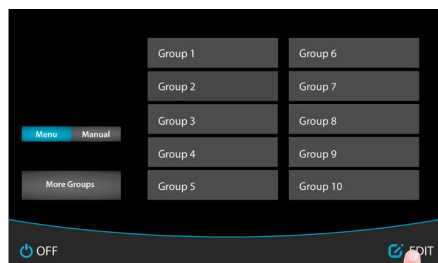 Group 1
Group 6
Group 2
Group 7
Group 3
Group 8
Menu
Manual
Group 4
Group 9
More Groups
Group 5
Group 10
OFF
EDIT